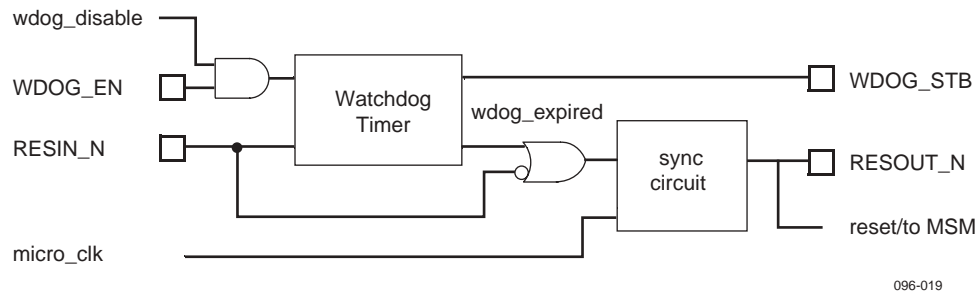 wdog_disable
WDOG_EN
WDOG_STB
Watchdog
Timer
wdog_expired
RESIN_N
sync
circuit
RESOUT_N
reset/to MSM
micro_clk
096-019